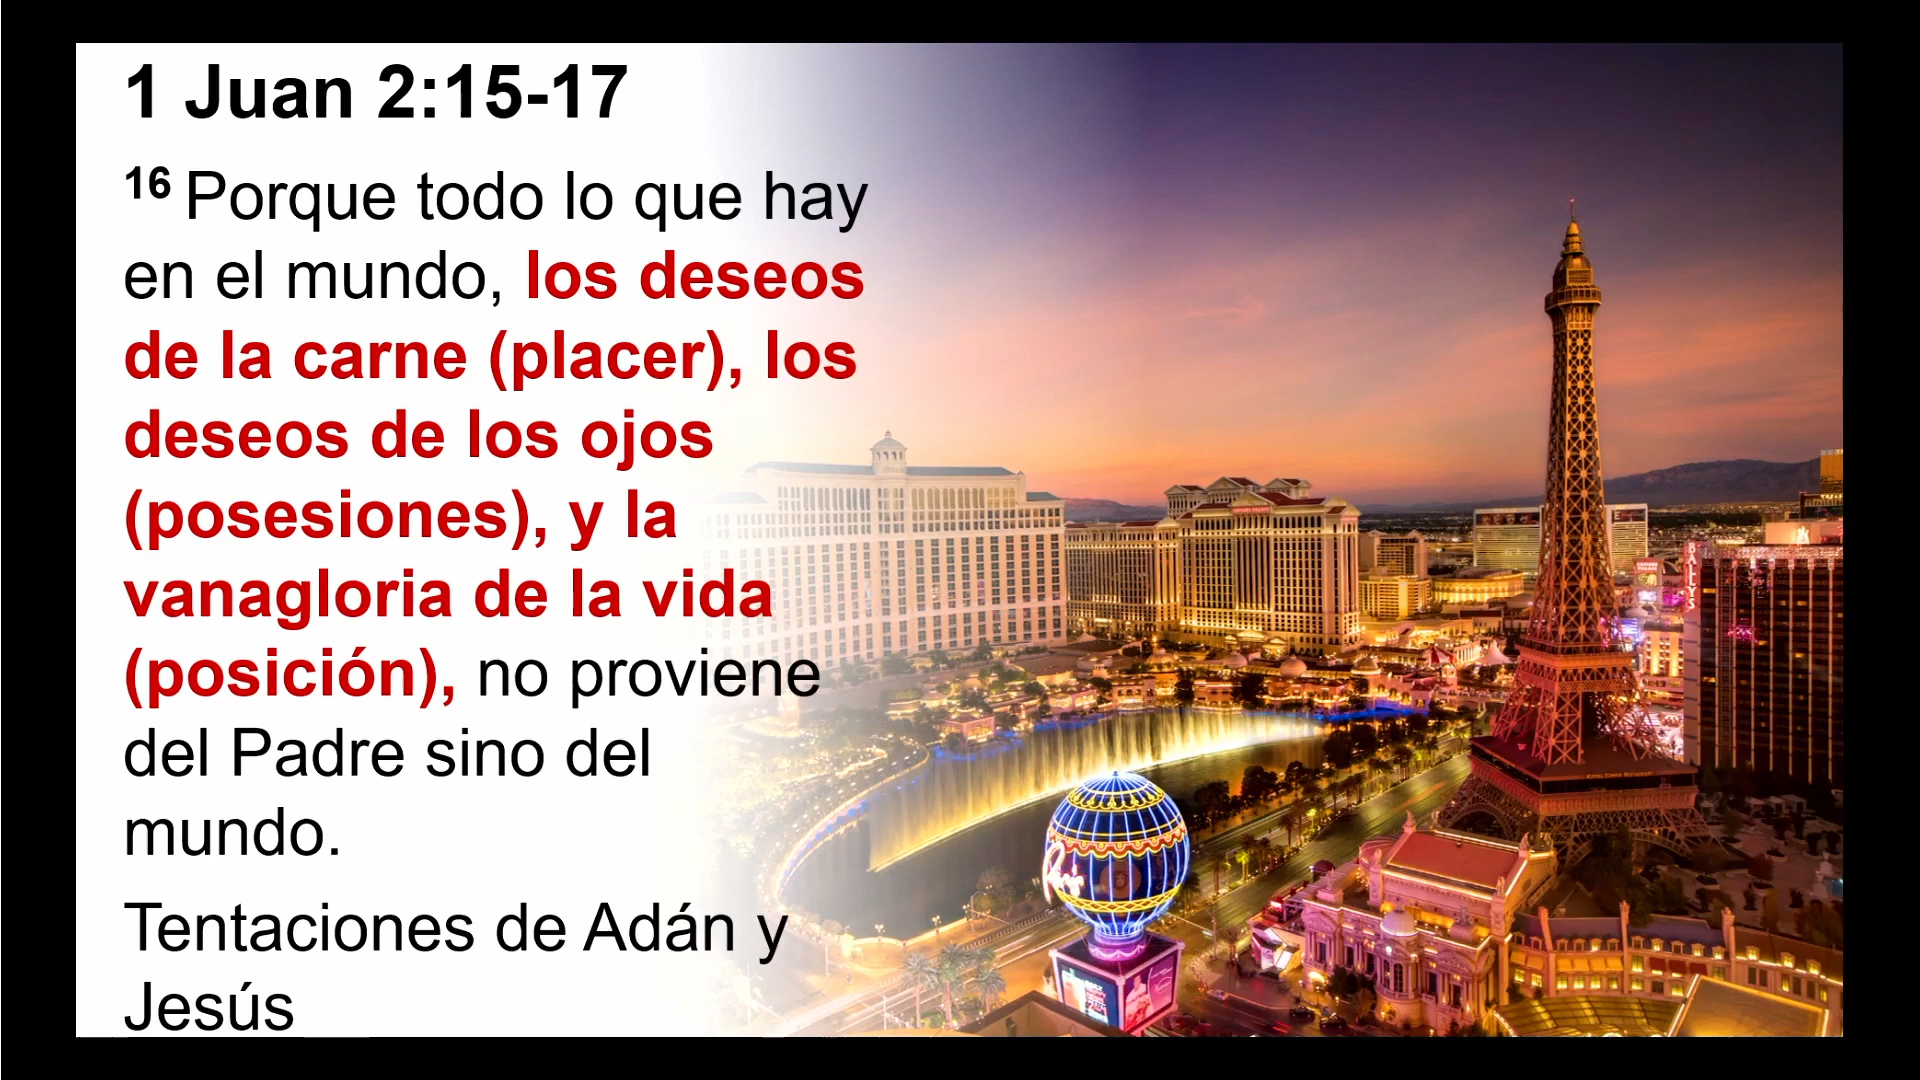 1 Juan 2:15-17
16 Porque todo lo que hay
en el mundo, los deseos
de la carne (placer), los
deseos de los ojos
(posesiones), y la
vanagloria de la vida
(posición), no proviene
del Padre sino del
mundo.
Tentaciones de Adán y
Jesús
BALLY'S
Paris